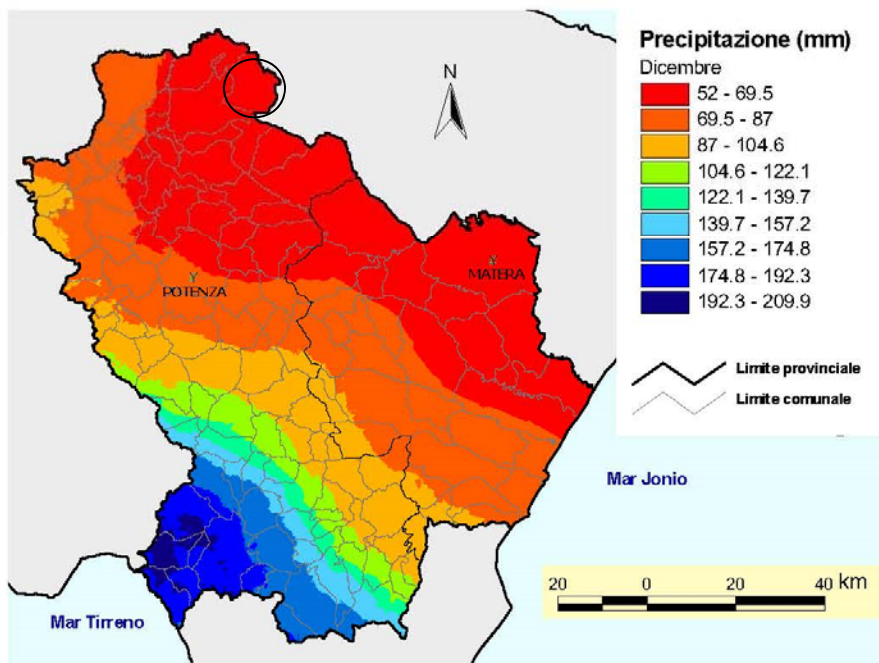 Precipitazione (mm)
Dicembre
52 - 69.5
69.5 - 87
87 - 104.6
104.6 - 122.1
122.1 - 139.7
139.7 - 157.2
157.2 - 174.8
174.8 - 192.3
192.3 - 209.9
Limite provinciale
Limite comunale
N
MATERA
POTENZA
Mar Jonio
Mar Tirreno
20 0 20 40 km